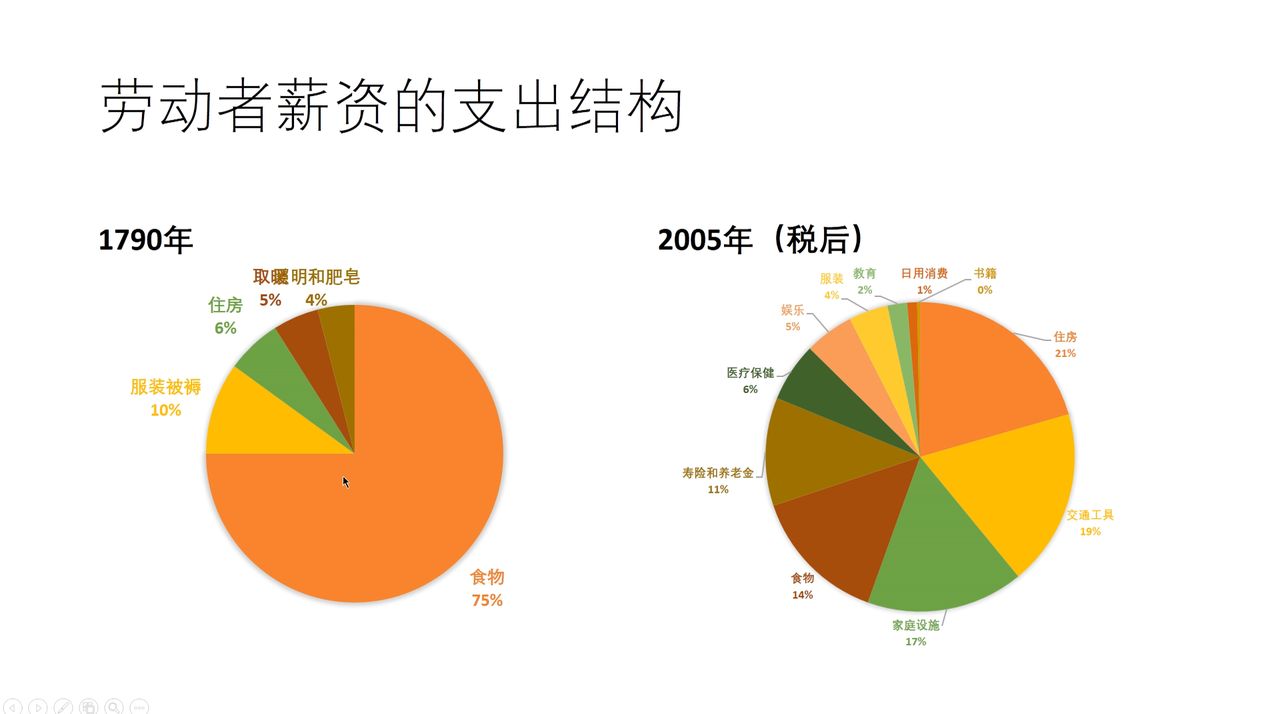 劳动者薪资的支出结构
1790年
2005年（税后）
取暖
明和肥皂
5%
4%
住房
6%
服装被褥
10%
食物
75%
书籍
0%
日用消费
1%
教育
2%
服装
4%
娱乐
5%
医疗保健
6%
寿险和养老金
11%
食物
14%
家庭设施
17%
交通工具
19%
住房
21%